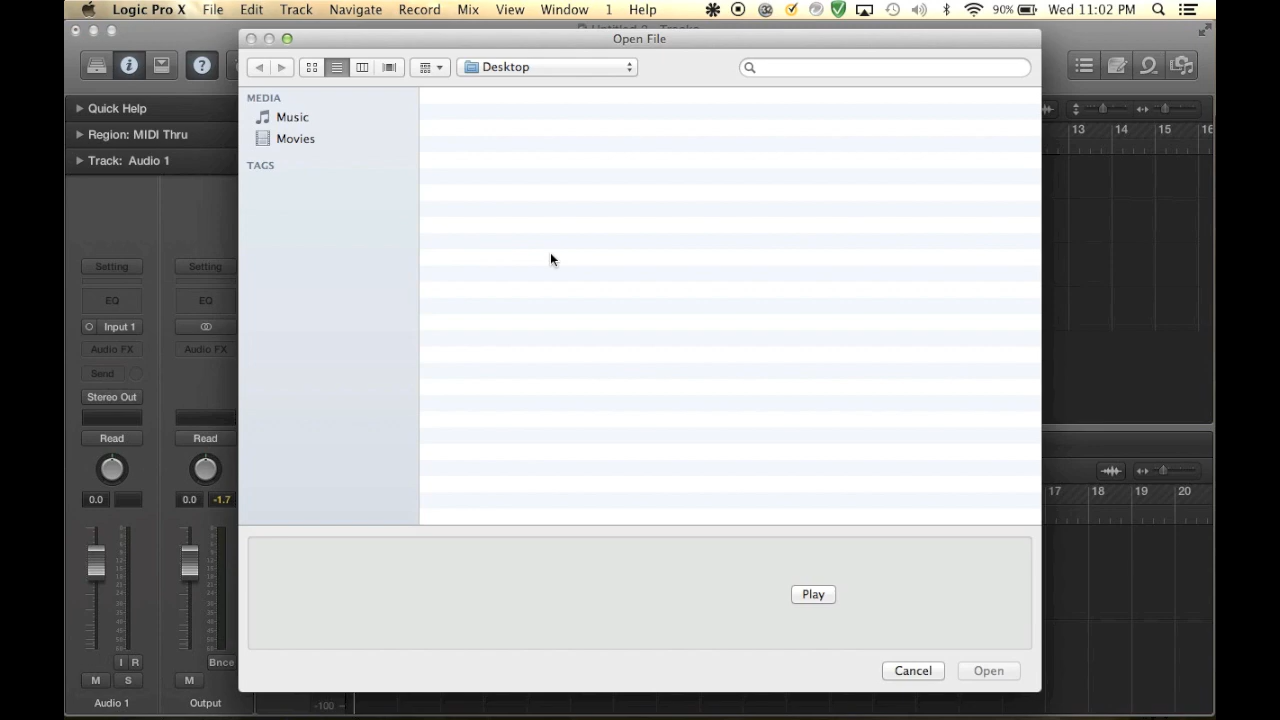 Logic Pro X File Edit Track Navigate Record Mix View Window 1 Help 90% Wed 11:02 PM
Open File
Desktop
MEDIA
Music
Movies
TAGS
Quick Help
Region: MIDI Thru
Track: Audio 1
13 14 15 16
Setting Setting
EQ EQ
Input 1
Audio FX Audio FX
Send
Stereo Out
Read Read
0.0 0.0 -1.7
17 18 19 20
Play
I R Bnce
M S M
Cancel Open
Audio 1 Output
-100